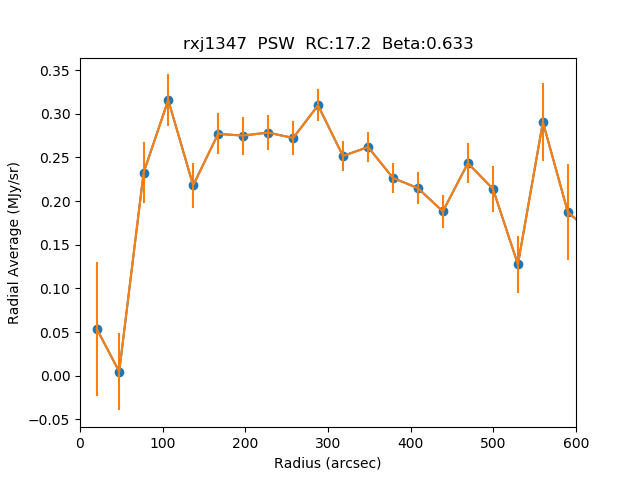 rxj1347  PSW  RC:17.2  Beta:0.633
Radial Average (MJy/sr)
0.35
0.30
0.25
0.20
0.15
0.10
0.05
0.00
−0.05
0 100 200 300 400 500 600
Radius (arcsec)